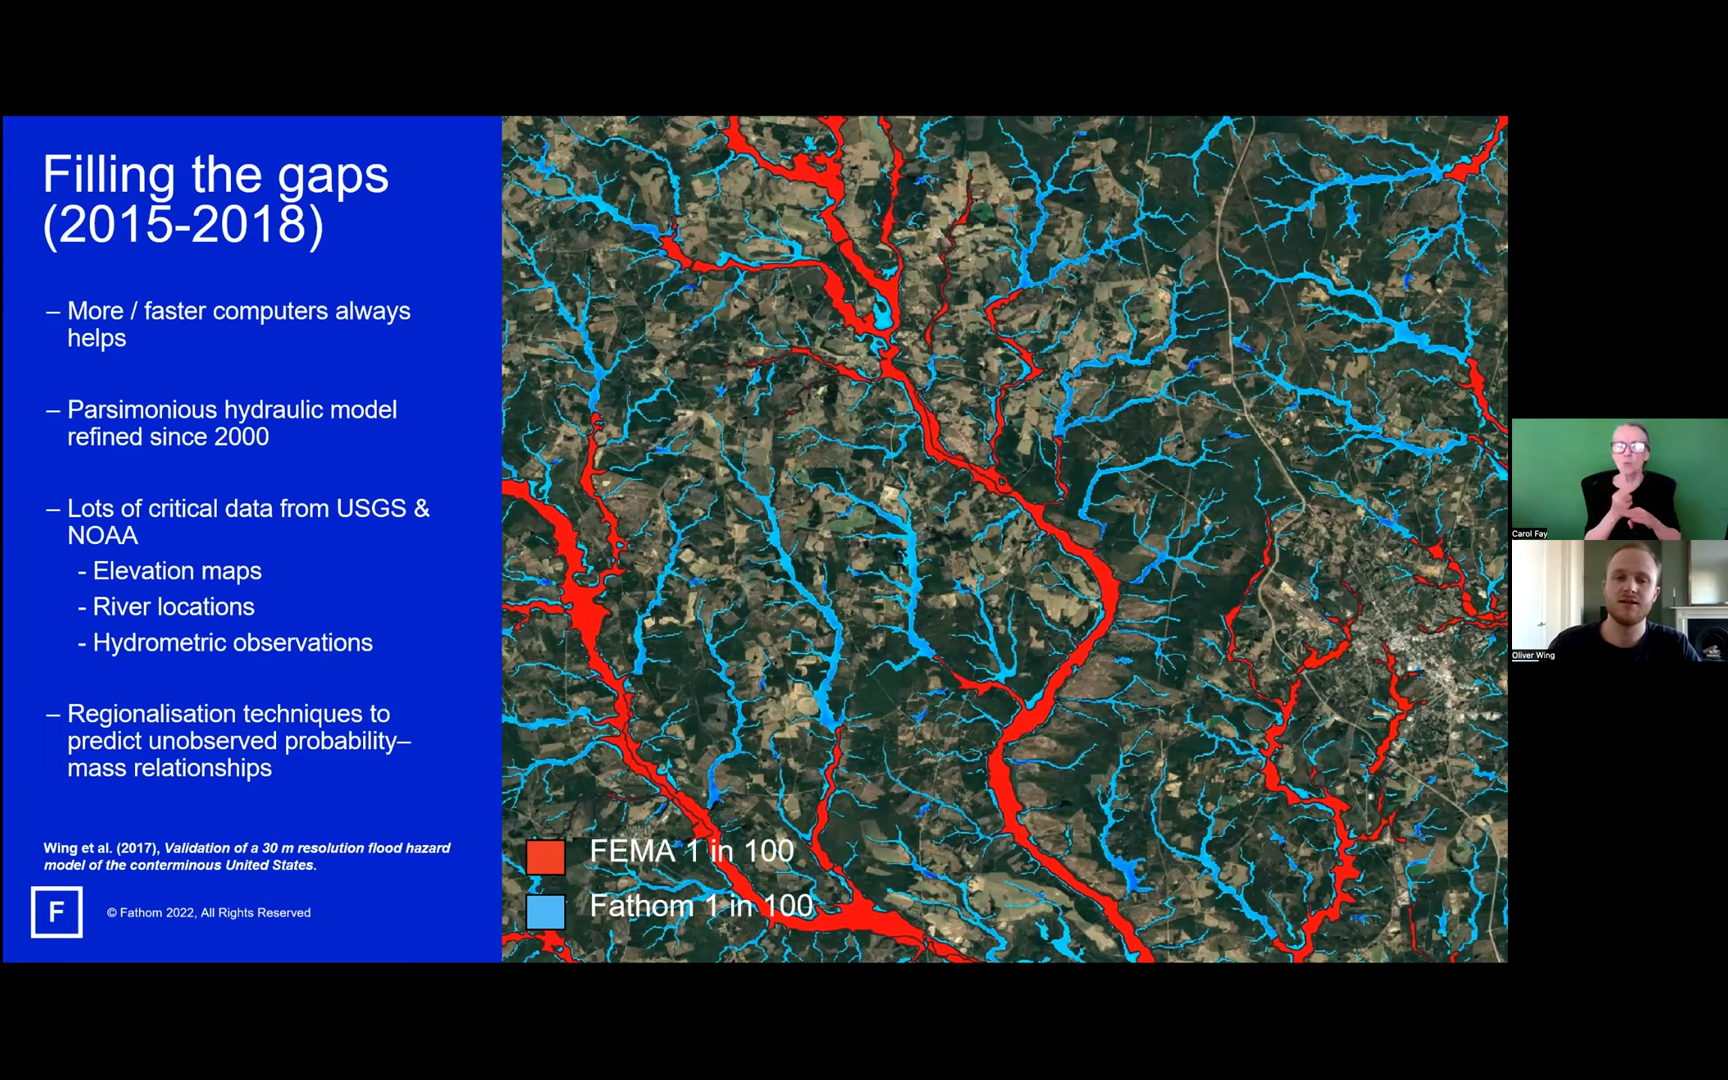 Filling the gaps
(2015-2018)
– More / faster computers always
helps
– Parsimonious hydraulic model
refined since 2000
– Lots of critical data from USGS &
NOAA
- Elevation maps
- River locations
- Hydrometric observations
– Regionalisation techniques to
predict unobserved probability–
mass relationships
Wing et al. (2017), Validation of a 30 m resolution flood hazard
model of the conterminous United States.
F
© Fathom 2022, All Rights Reserved
FEMA 1 in 100
Fathom 1 in 100
Carol Fay
Oliver Wing